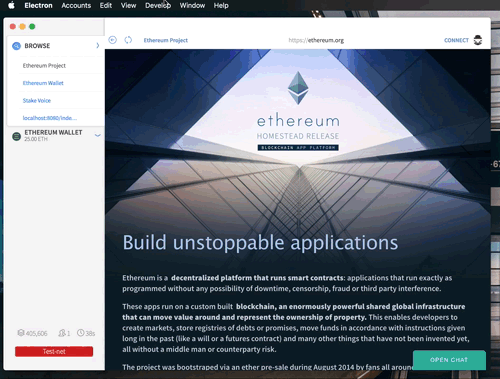 Electron Accounts Edit View Develop Window Help
BROWSE
Ethereum Project
Ethereum Wallet
Stake Voice
localhost:8080/inde...
ETHEREUM WALLET
25.00 ETH
405,606 1 38s
Test-net
Ethereum Project https://ethereum.org CONNECT
ethereum
HOMESTEAD RELEASE
BLOCKCHAIN APP PLATFORM
Build unstoppable applications
Ethereum is a decentralized platform that runs smart contracts: applications that run exactly as
programmed without any possibility of downtime, censorship, fraud or third party interference.
These apps run on a custom built blockchain, an enormously powerful shared global infrastructure
that can move value around and represent the ownership of property. This enables developers to
create markets, store registries of debts or promises, move funds in accordance with instructions given
long in the past (like a will or a futures contract) and many other things that have not been invented yet,
all without a middle man or counterparty risk.
The project was bootstraped via an ether pre-sale during August 2014 by fans all around
OPEN CHAT